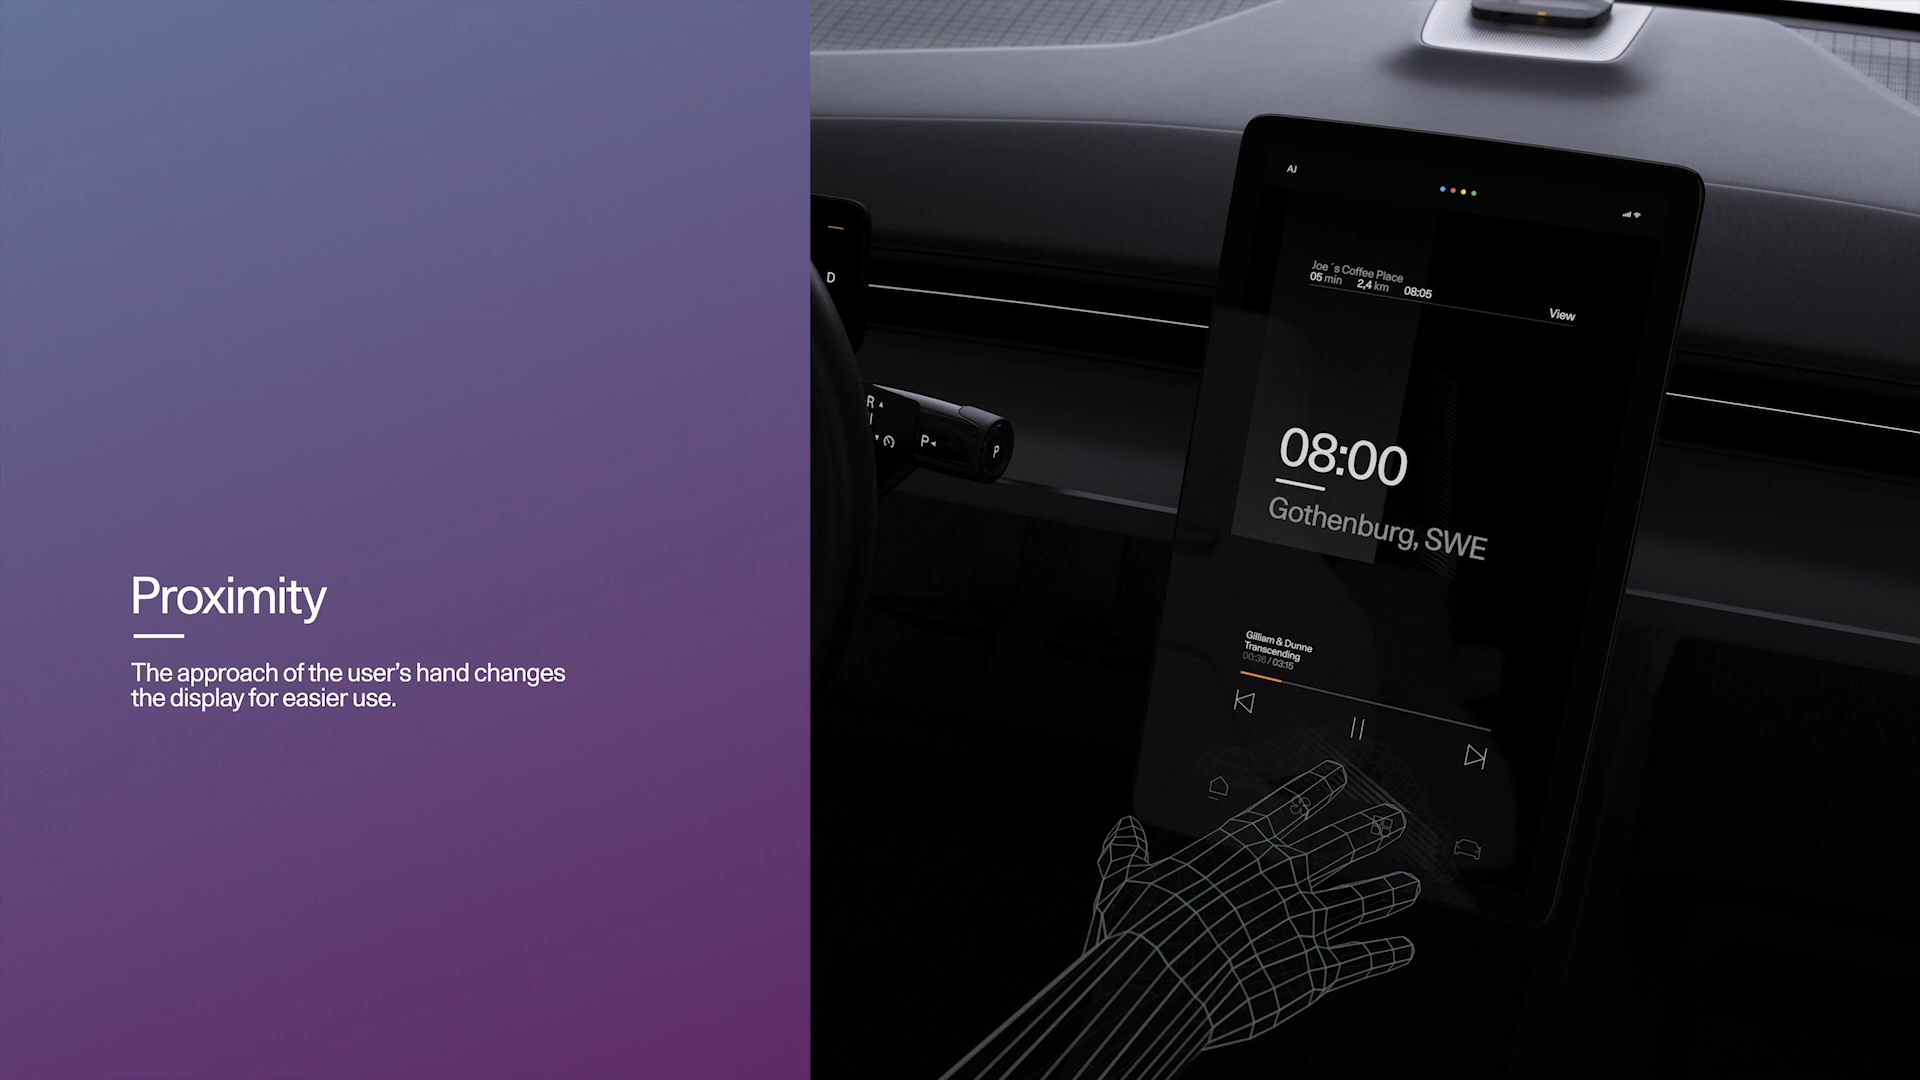 Proximity
The approach of the user's hand changes
the display for easier use.
AJ
Joe ´s Coffee Place
05 min 2,4 km 08:05
View
08:00
Gothenburg, SWE
Gilliam & Dunne
Transcending
00:36 / 03:15
D
R
P
P